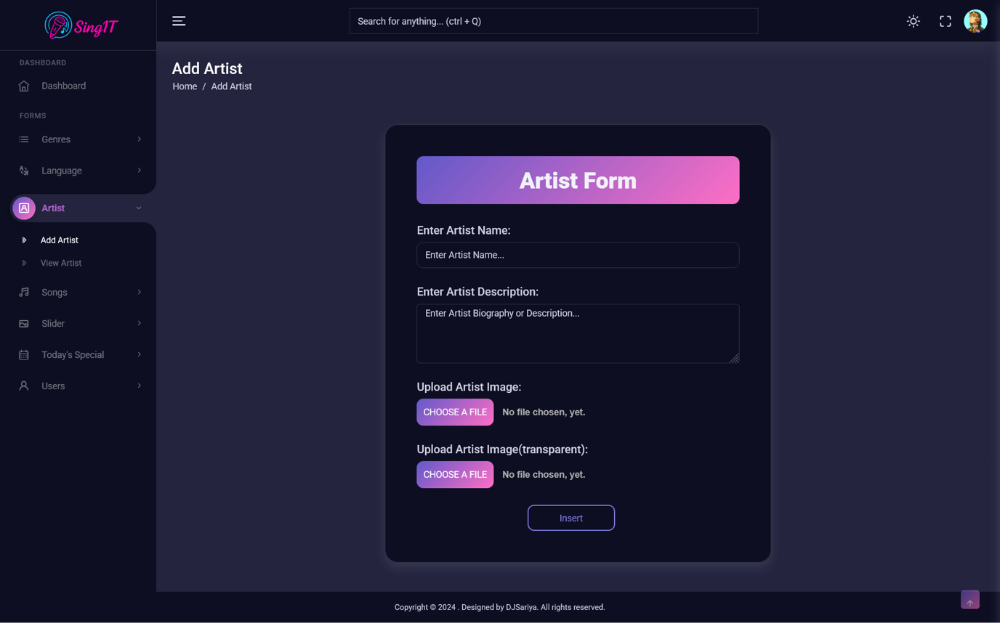 SingIT
Search for anything... (ctrl + Q)
DASHBOARD
Dashboard
FORMS
Genres
Language
Artist
Add Artist
View Artist
Songs
Slider
Today's Special
Users
Add Artist
Home / Add Artist
Artist Form
Enter Artist Name:
Enter Artist Name...
Enter Artist Description:
Enter Artist Biography or Description...
Upload Artist Image:
CHOOSE A FILE No file chosen, yet.
Upload Artist Image(transparent):
CHOOSE A FILE No file chosen, yet.
Insert
Copyright © 2024 . Designed by DJSariya. All rights reserved.